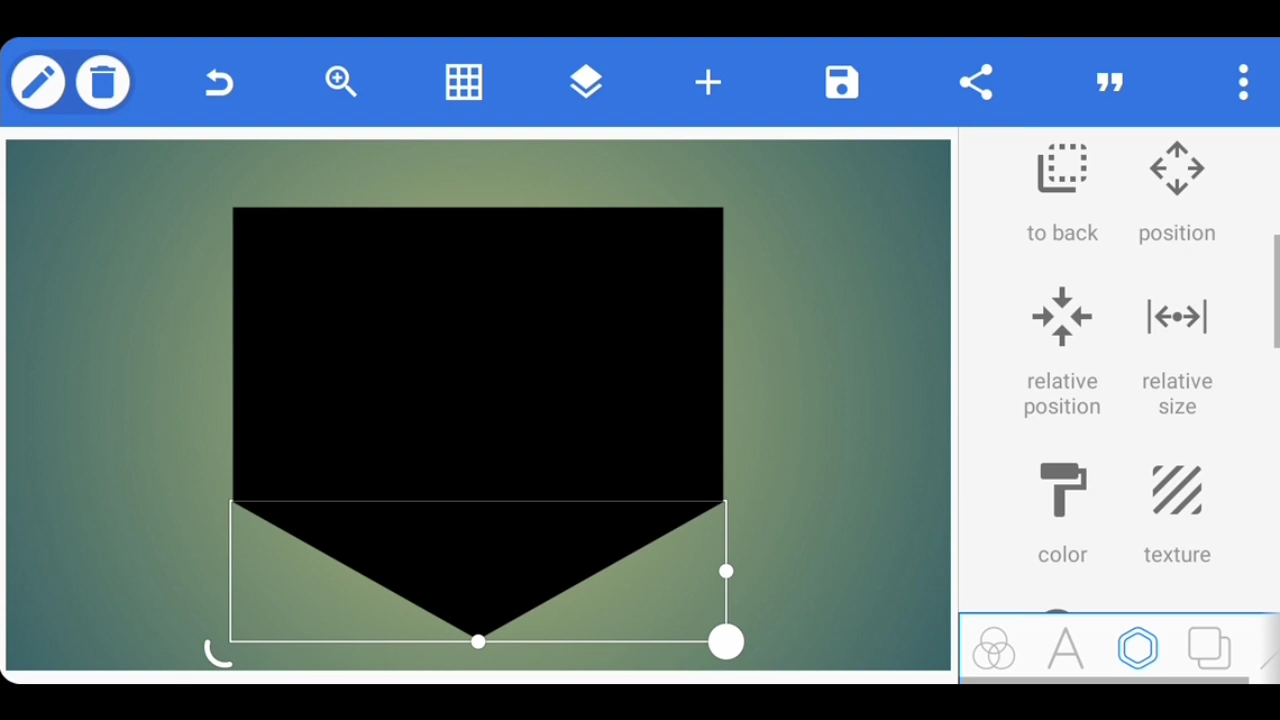 to back
position
relative
position
relative
size
color
texture